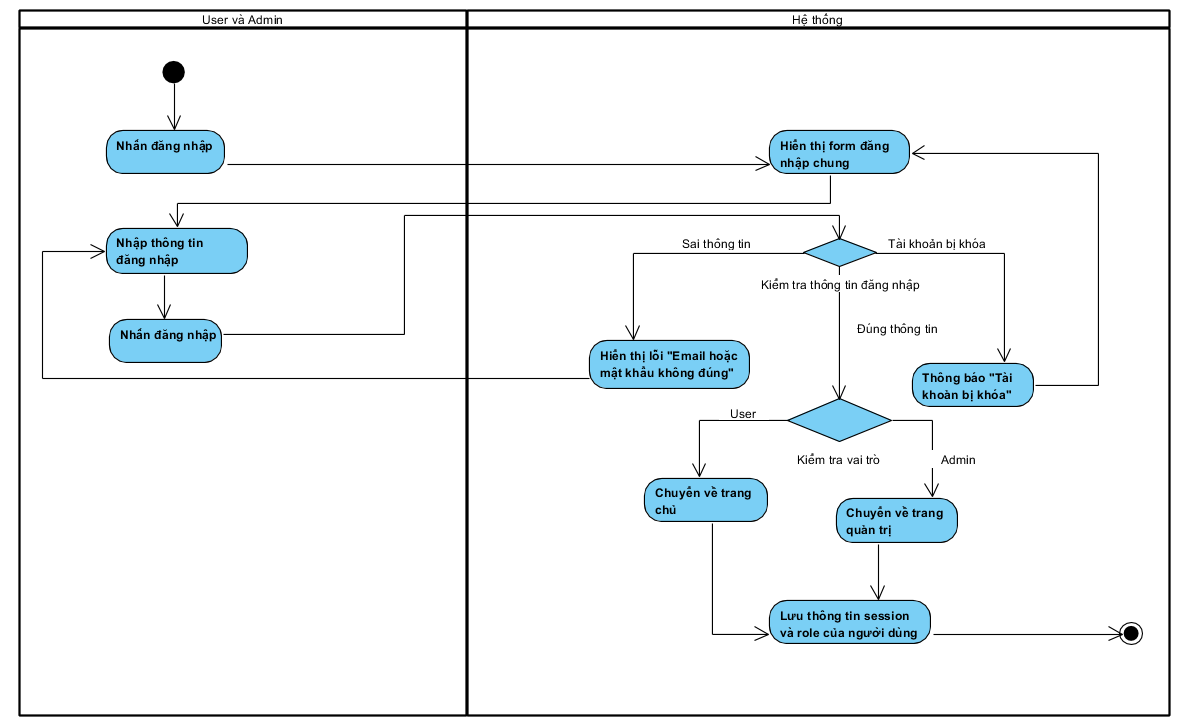 User và Admin
Hệ thống
Nhấn đăng nhập
Hiển thị form đăng
nhập chung
Nhập thông tin
đăng nhập
Sai thông tin
Tài khoản bị khóa
Kiểm tra thông tin đăng nhập
Nhấn đăng nhập
Đúng thông tin
Hiển thị lỗi "Email hoặc
mật khẩu không đúng"
Thông báo "Tài
khoản bị khóa"
User
Kiểm tra vai trò
Admin
Chuyển về trang
chủ
Chuyển về trang
quản trị
Lưu thông tin session
và role của người dùng